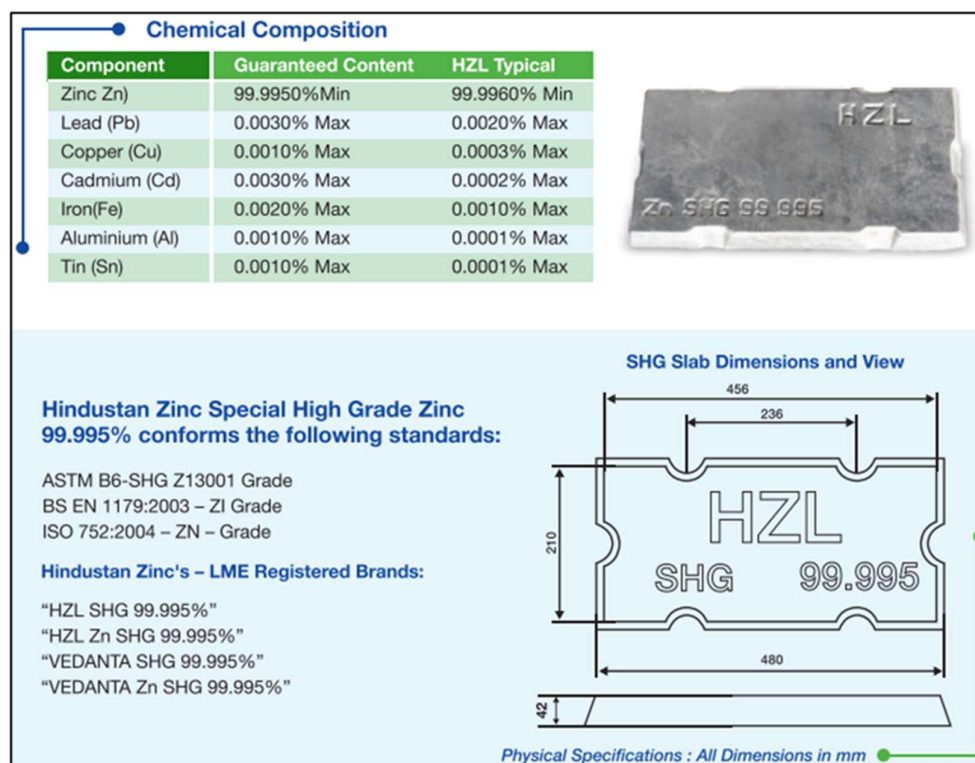 Chemical Composition
Component Guaranteed Content HZL Typical
Zinc Zn) 99.9950%Min 99.9960% Min
Lead (Pb) 0.0030% Max 0.0020% Max
Copper (Cu) 0.0010% Max 0.0003% Max
Cadmium (Cd) 0.0030% Max 0.0002% Max
Iron(Fe) 0.0020% Max 0.0010% Max
Aluminium (Al) 0.0010% Max 0.0001% Max
Tin (Sn) 0.0010% Max 0.0001% Max
HZL
Zn SHG 99 995
Hindustan Zinc Special High Grade Zinc
99.995% conforms the following standards:
ASTM B6-SHG Z13001 Grade
BS EN 1179:2003 – ZI Grade
ISO 752:2004 – ZN – Grade
Hindustan Zinc's – LME Registered Brands:
“HZL SHG 99.995%”
“HZL Zn SHG 99.995%”
“VEDANTA SHG 99.995%”
“VEDANTA Zn SHG 99.995%”
SHG Slab Dimensions and View
456
236
210
HZL
SHG 99.995
480
42
Physical Specifications : All Dimensions in mm